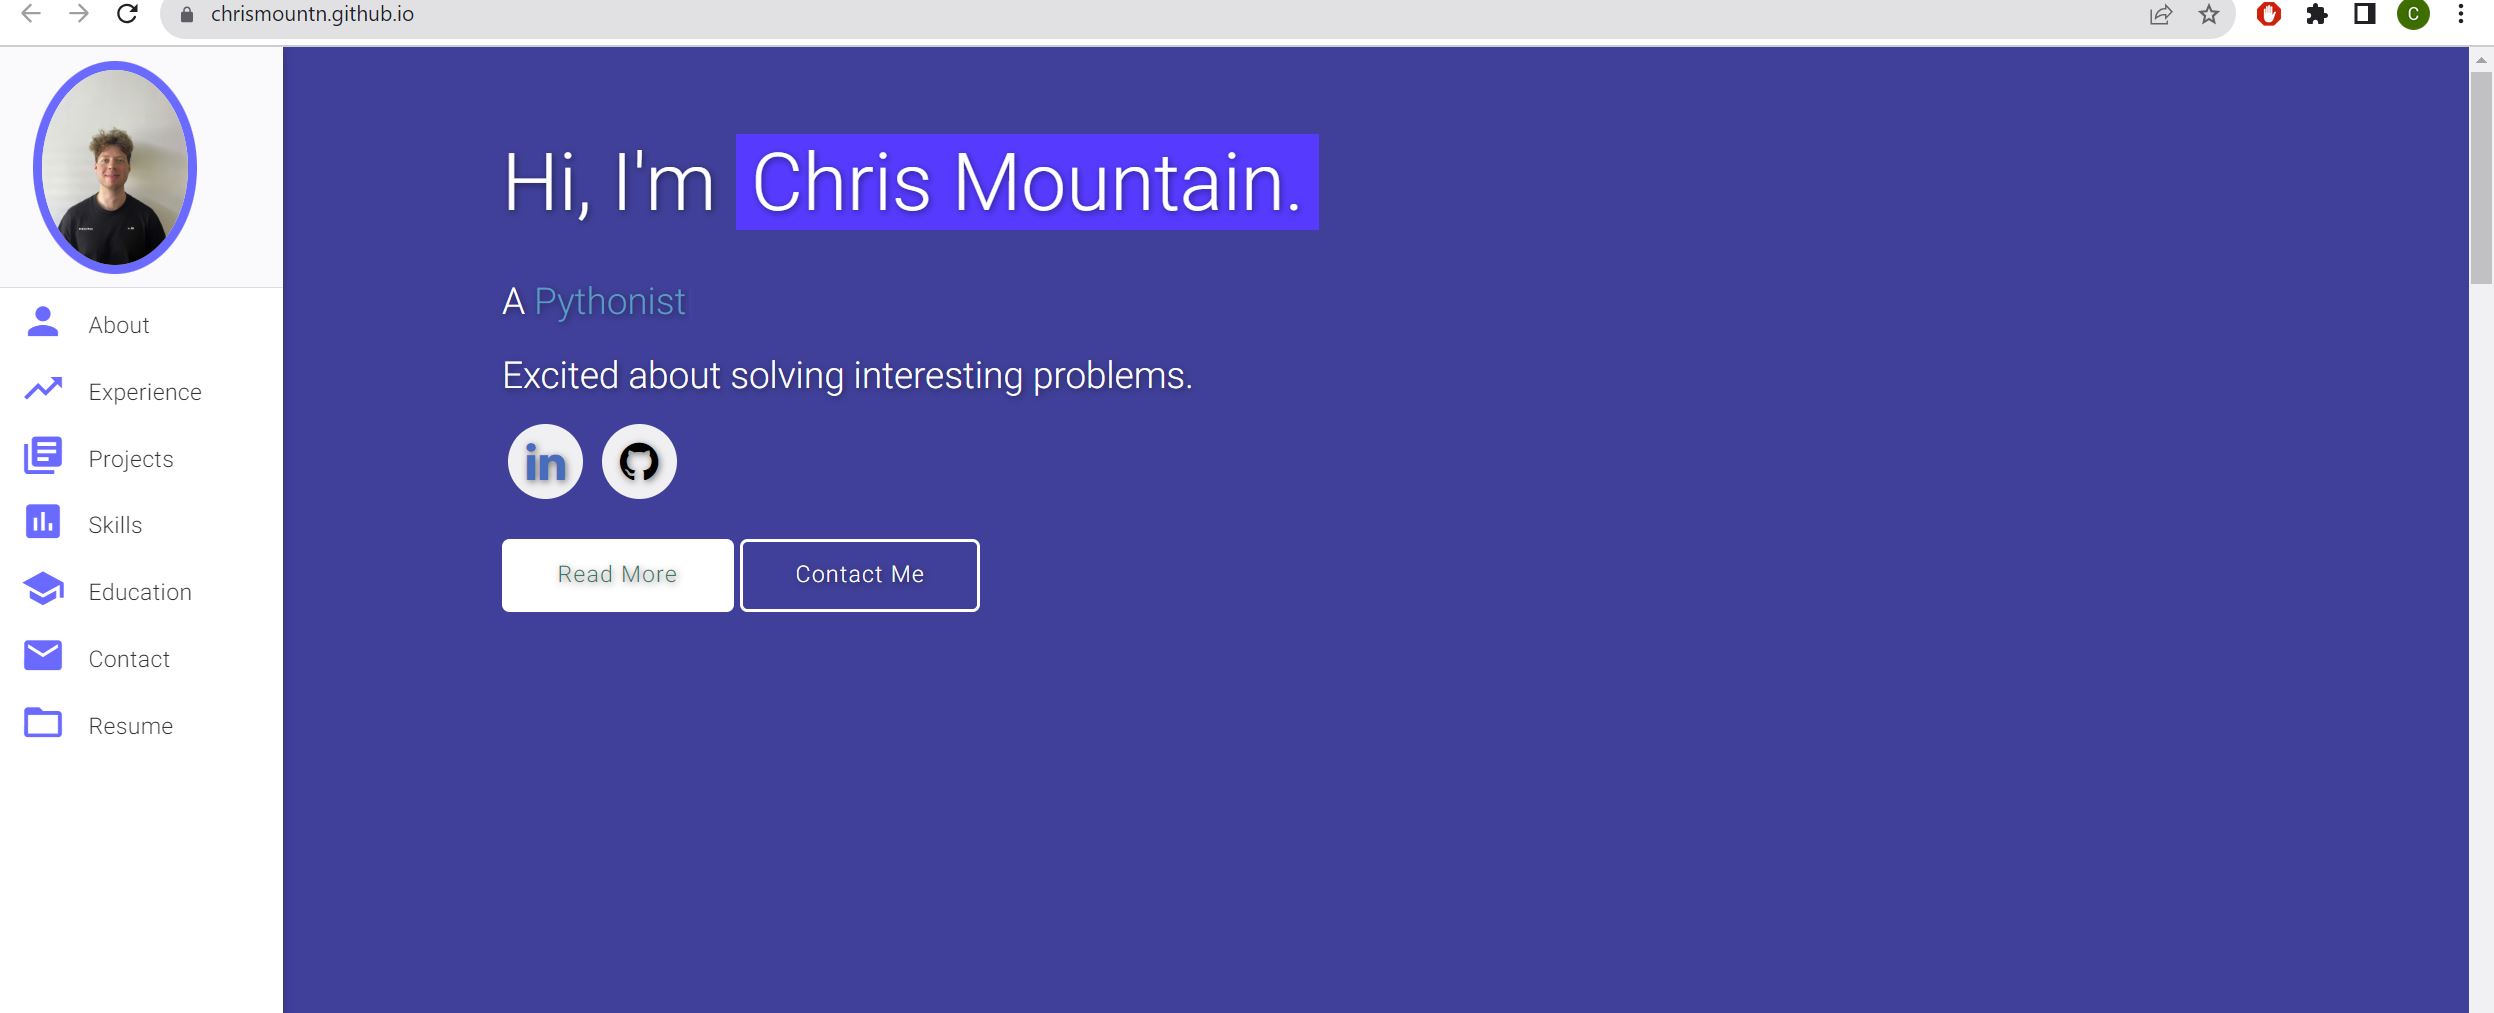 chrismountn.github.io
C
Hi, I'm Chris Mountain.
A Pythonist
Excited about solving interesting problems.
in
Read More
Contact Me
About
Experience
Projects
Skills
Education
Contact
Resume